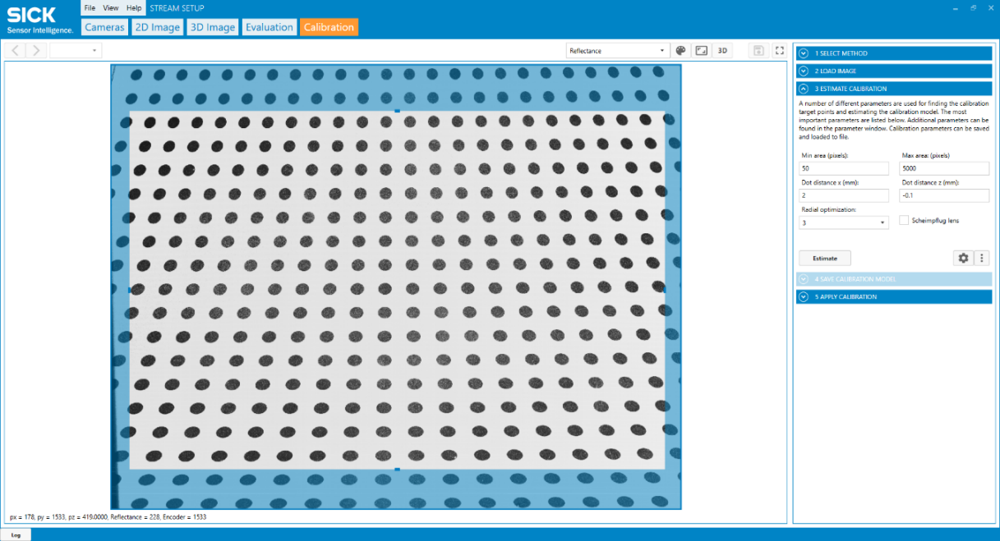 SICK
Sensor Intelligence.
File View Help STREAM SETUP
Cameras 2D Image 3D Image Evaluation Calibration
Reflectance
3D
1 SELECT METHOD
2 LOAD IMAGE
3 ESTIMATE CALIBRATION
A number of different parameters are used for finding the calibration
target points and estimating the calibration model. The most
important parameters are listed below. Additional parameters can be
found in the parameter window. Calibration parameters can be saved
and loaded to file.
Min area (pixels): Max area: (pixels)
50 5000
Dot distance x (mm): Dot distance z (mm):
2 -0.1
Radial optimization:
3 Scheimpflug lens
Estimate
4 SAVE CALIBRATION MODEL
5 APPLY CALIBRATION
px = 178, py = 1533, pz = 419.0000, Reflectance = 228, Encoder = 1533
Log